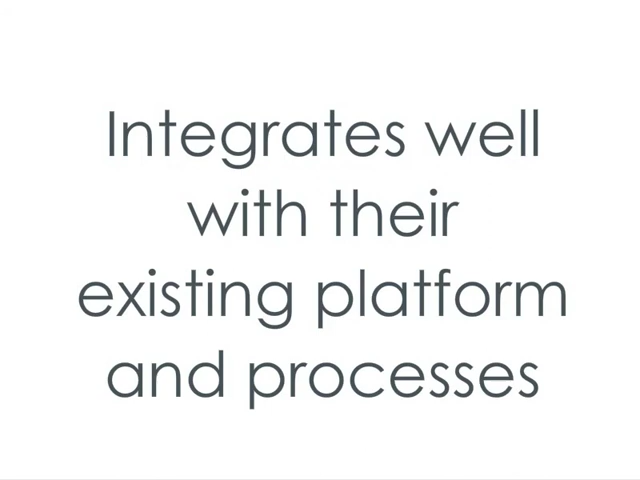 Integrates well
with their
existing platform
and processes